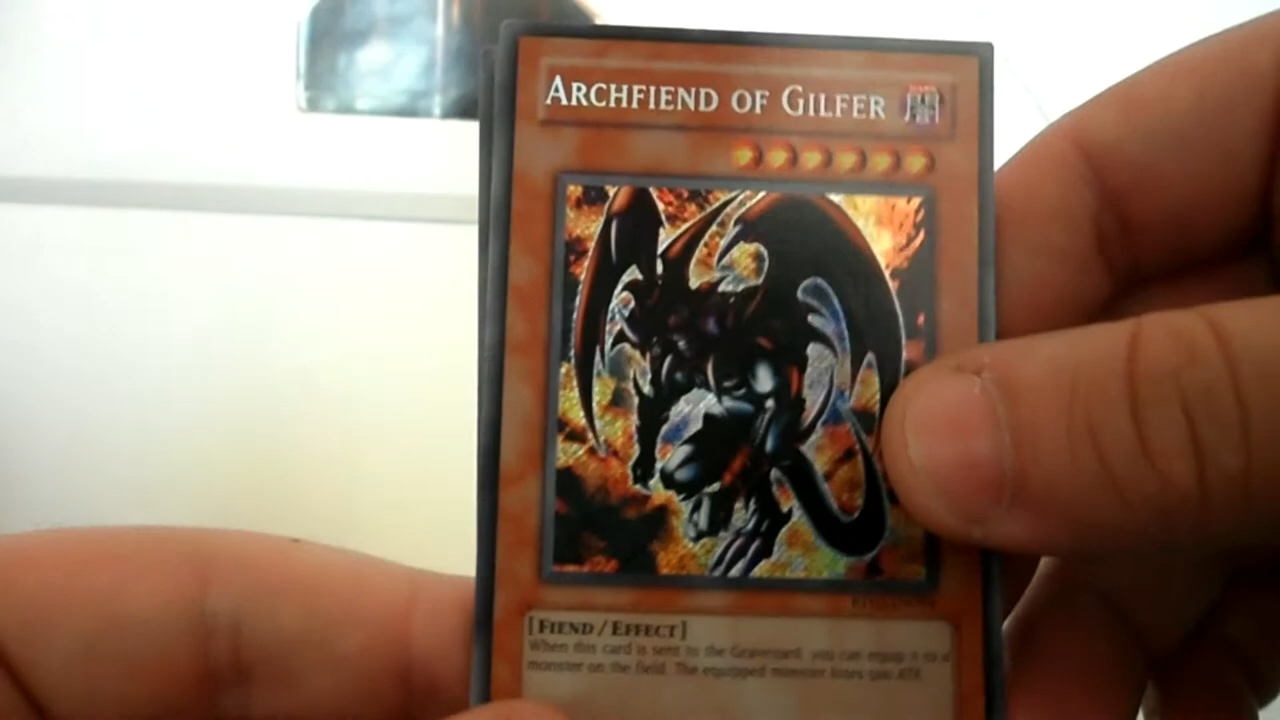 ARCHFIEND OF GILFER
[FIEND/EFFECT]
When this card is sent to the Graveyard, you can equip it to a
monster on the field. The equipped monster loses 500 ATK.